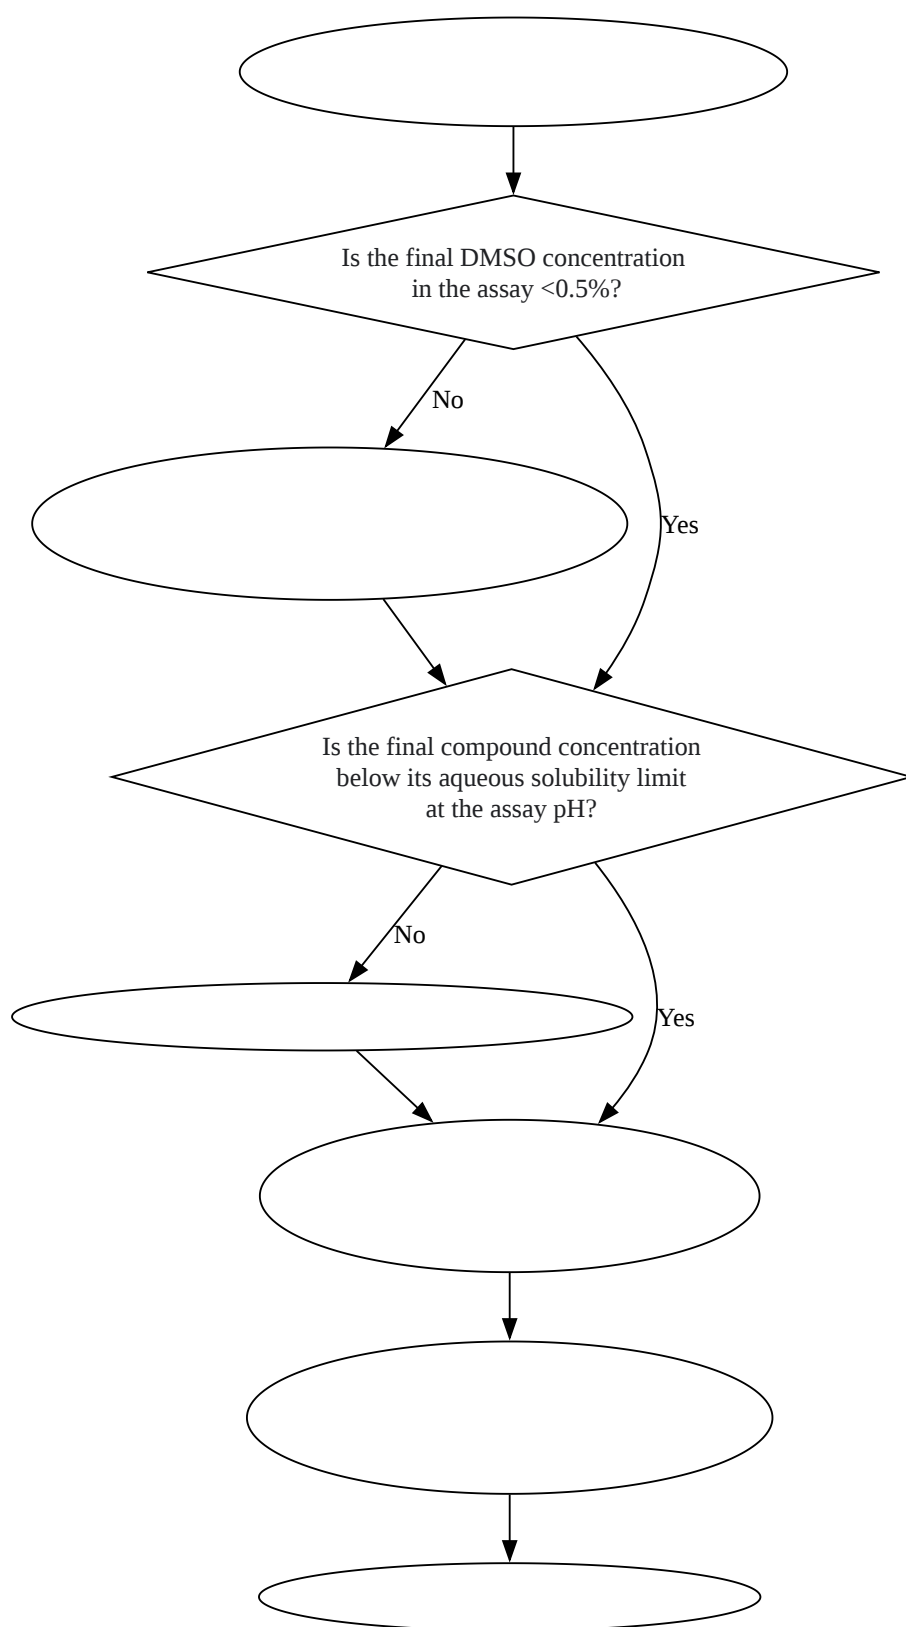 Is the final DMSO concentration
in the assay <0.5%?
No
Yes
Is the final compound concentration
below its aqueous solubility limit
at the assay pH?
No
Yes